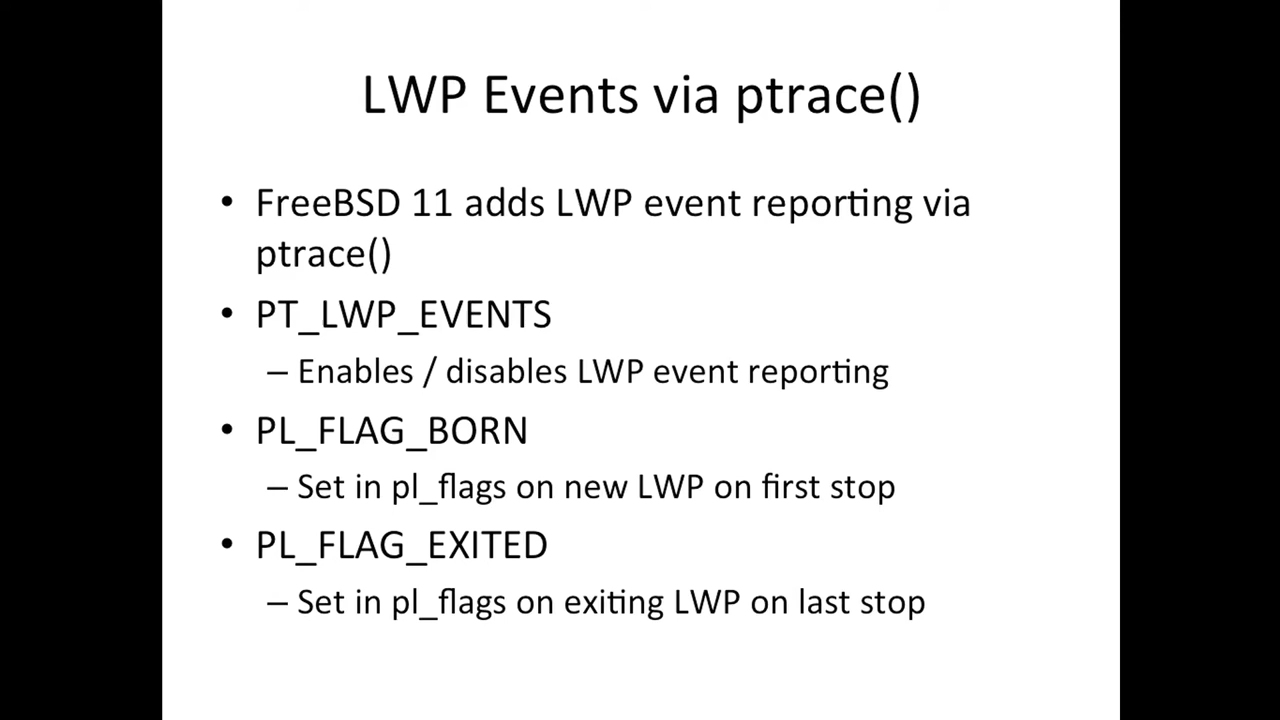 LWP Events via ptrace()
• FreeBSD 11 adds LWP event reporting via
ptrace()
• PT_LWP_EVENTS
– Enables / disables LWP event reporting
• PL_FLAG_BORN
– Set in pl_flags on new LWP on first stop
• PL_FLAG_EXITED
– Set in pl_flags on exiting LWP on last stop